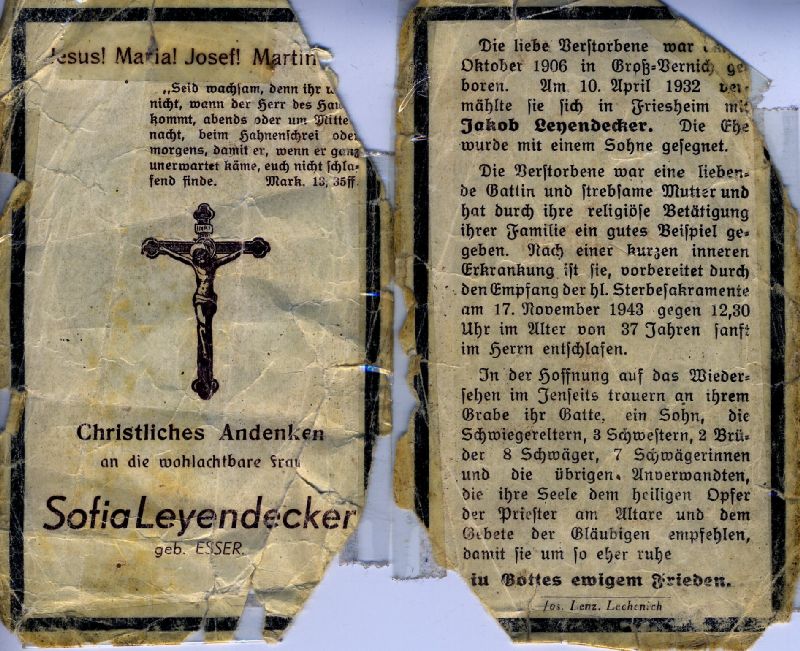 Jesus! Maria! Josef! Martin
„Seid wachsam, denn ihr
nicht, wann der Herr des
kommt, abends oder um Mitte
nacht, beim Hahnenschrei oder
morgens, damit er, wenn er ganz
unerwartet käme, euch nicht schla-
fend finde. Mark. 13, 35ff.
INRI
Christliches Andenken
an die wohlachtbare Frau
Sofia Leyendecker
geb. ESSER.
Die liebe Verstorbene war
Oktober 1906 in Groß-Vernich ge-
boren. Am 10. April 1932 ver-
mählte sie sich in Friesheim mit
Jakob Leyendecker. Die Ehe
wurde mit einem Sohne gesegnet.
Die Verstorbene war eine lieben-
de Gattin und strebsame Mutter und
hat durch ihre religiöse Betätigung
ihrer Familie ein gutes Beispiel ge-
geben. Nach einer kurzen inneren
Erkrankung ist sie, vorbereitet durch
den Empfang der hl. Sterbesakramente
am 17. November 1943 gegen 12,30
Uhr im Alter von 37 Jahren sanft
im Herrn entschlafen.
In der Hoffnung auf das Wieder-
sehen im Jenseits trauern an ihrem
Grabe ihr Gatte, ein Sohn, die
Schwiegereltern, 3 Schwestern, 2 Brü-
der 8 Schwäger, 7 Schwägerinnen
und die übrigen Anverwandten,
die ihre Seele dem heiligen Opfer
der Priester am Altare und dem
Gebete der Gläubigen empfehlen,
damit sie um so eher ruhe
in Gottes ewigem Frieden.
Jos. Lenz. Lechenich